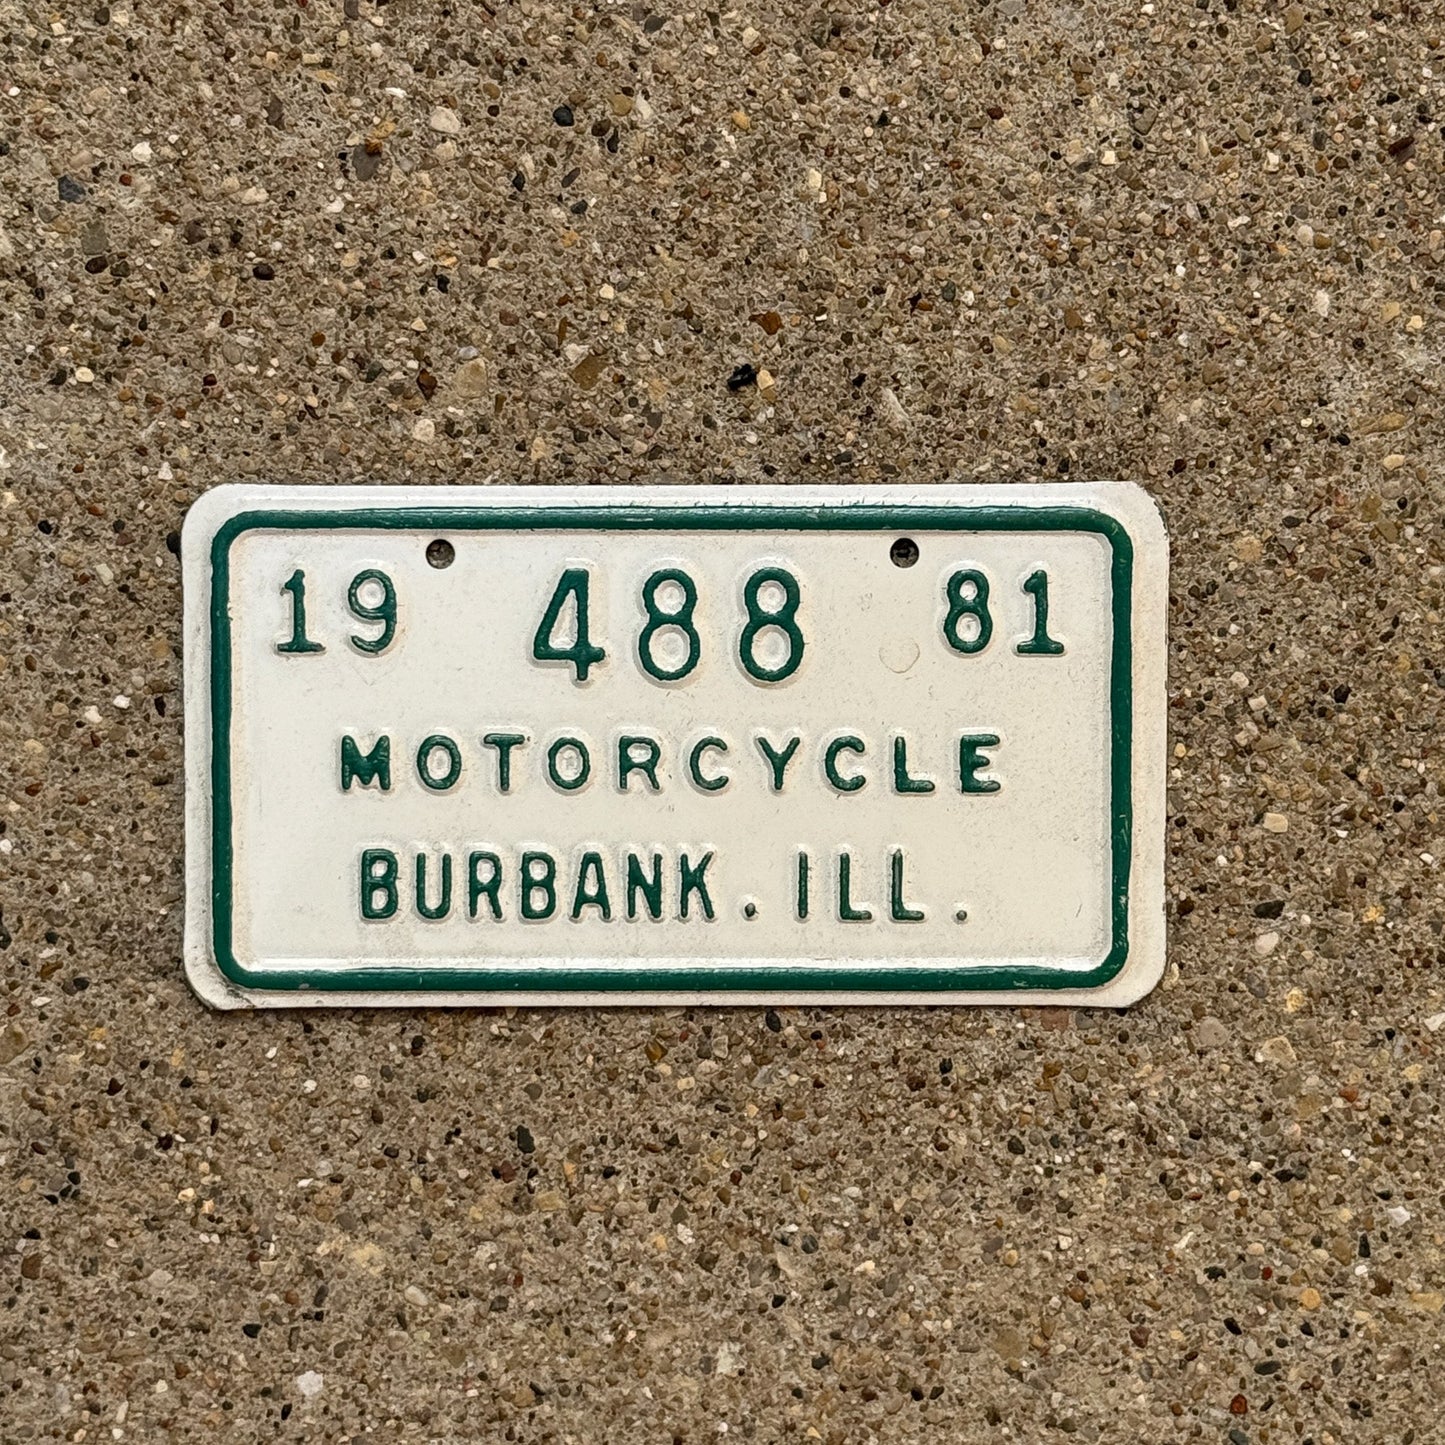 19 488 81
MOTORCYCLE
BURBANK. ILL.